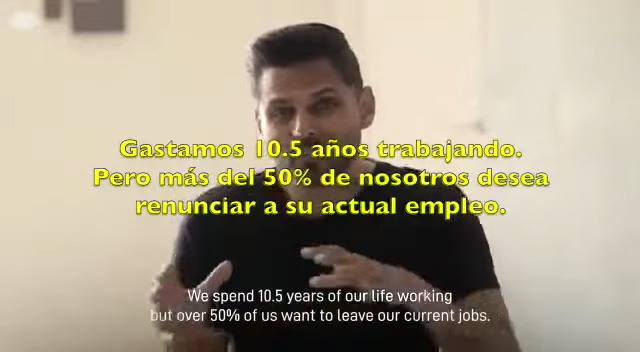 Gastamos 10.5 años trabajando.
Pero más del 50% de nosotros desea
renunciar a su actual empleo.
We spend 10.5 years of our life working
but over 50% of us want to leave our current jobs.